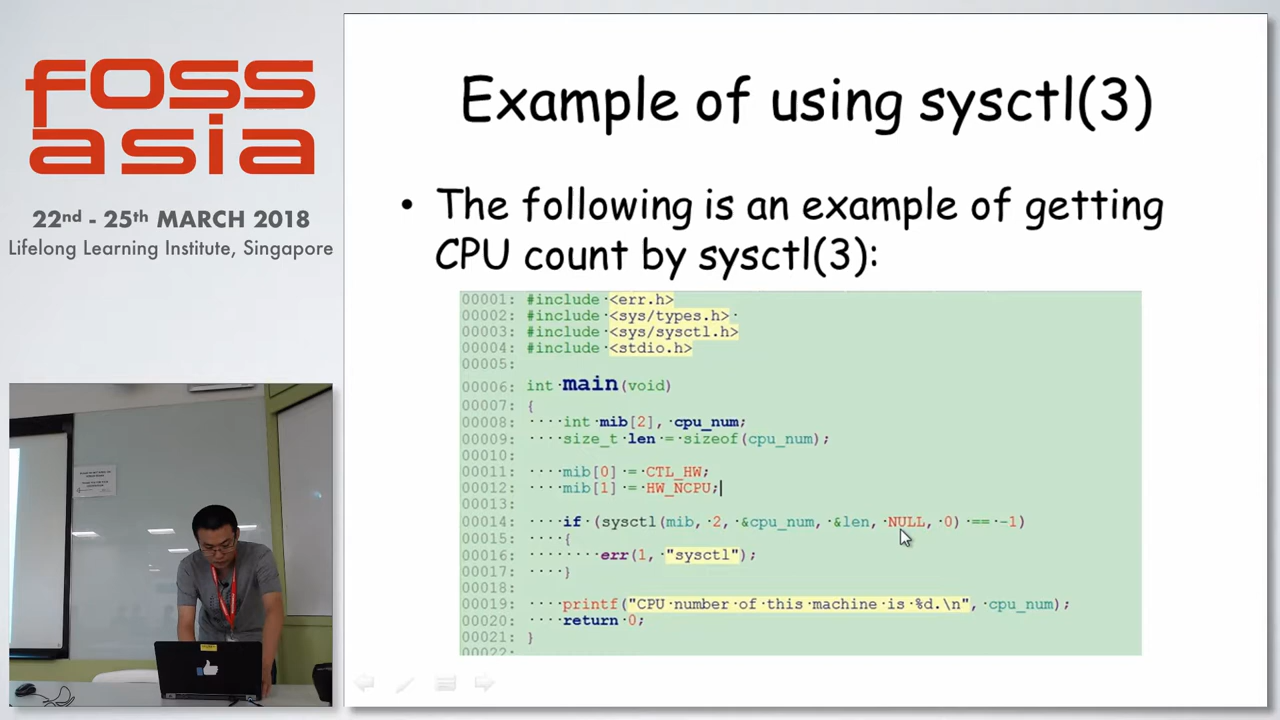 foss
asia
22nd - 25th MARCH 2018
Lifelong Learning Institute, Singapore
Example of using sysctl(3)
• The following is an example of getting
CPU count by sysctl(3):
00001: #include·<err.h>
00002: #include·<sys/types.h>·
00003: #include·<sys/sysctl.h>
00004: #include·<stdio.h>
00005:
00006: int·main(void)
00007: {
00008: ····int·mib[2],·cpu_num;
00009: ····size_t·len·=·sizeof(cpu_num);
00010:
00011: ····mib[0]·=·CTL_HW;
00012: ····mib[1]·=·HW_NCPU;
00013:
00014: ····if·(sysctl(mib,·2,·&cpu_num,·&len,·NULL,·0)·==·-1)
00015: ····{
00016: ········err(1,·"sysctl");
00017: ····}
00018:
00019: ····printf("CPU·number·of·this·machine·is·%d.\n",·cpu_num);
00020: ····return·0;
00021: }
00022: